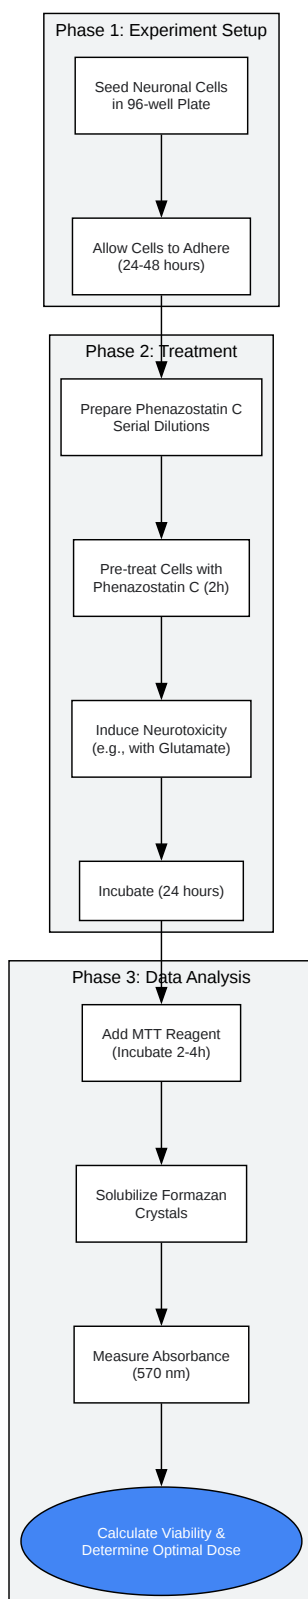 Phase 1: Experiment Setup
Seed Neuronal Cells
in 96-well Plate
Allow Cells to Adhere
(24-48 hours)
Phase 2: Treatment
Prepare Phenazostatin C
Serial Dilutions
Pre-treat Cells with
Phenazostatin C (2h)
Induce Neurotoxicity
(e.g., with Glutamate)
Incubate (24 hours)
Phase 3: Data Analysis
Add MTT Reagent
(Incubate 2-4h)
Solubilize Formazan
Crystals
Measure Absorbance
(570 nm)
Calculate Viability &
Determine Optimal Dose